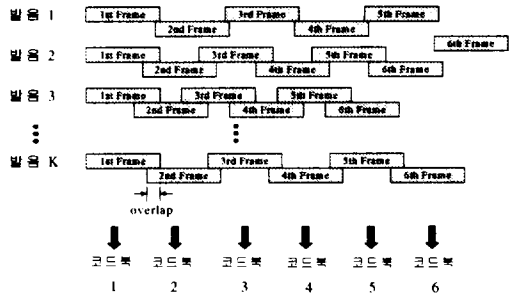 발음 1 1st Frame 3rd Frame 5th Frame
2nd Frame 4th Frame 6th Frame
발음 2 1st Frame 3rd Frame 5th Frame
2nd Frame 4th Frame 6th Frame
발음 3 1st Frame 3rd Frame 5th Frame
2nd Frame 4th Frame 6th Frame
발음 K 1st Frame 3rd Frame 5th Frame
2nd Frame 4th Frame 6th Frame
overlap
코드북 코드북 코드북 코드북 코드북 코드북
1 2 3 4 5 6